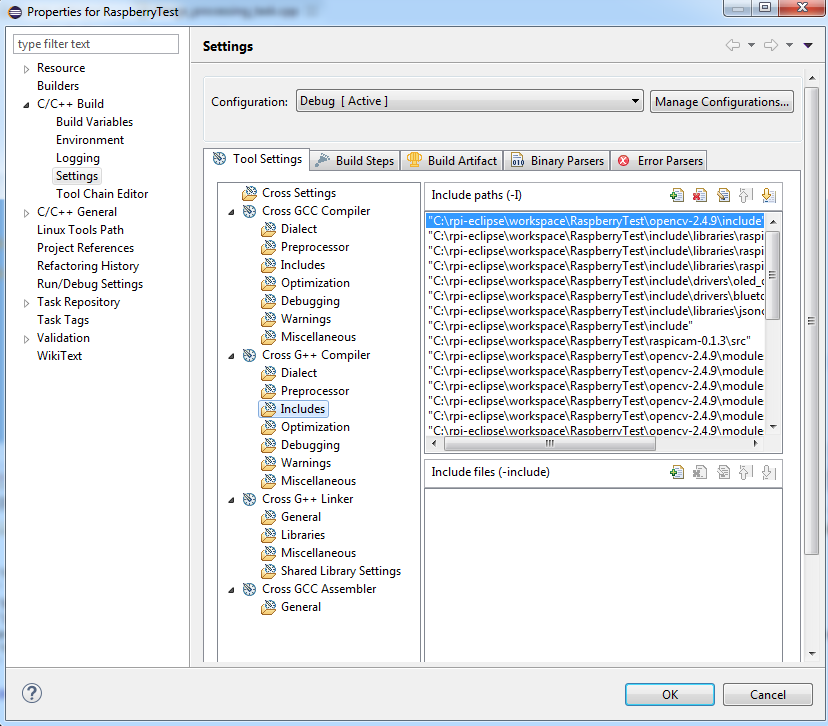 Properties for RaspberryTest
type filter text
Resource
Builders
C/C++ Build
Build Variables
Environment
Logging
Settings
Tool Chain Editor
C/C++ General
Linux Tools Path
Project References
Refactoring History
Run/Debug Settings
Task Repository
Task Tags
Validation
WikiText
Settings
Configuration:
Debug [ Active ]
Manage Configurations...
Tool Settings
Build Steps
Build Artifact
Binary Parsers
Error Parsers
Cross Settings
Cross GCC Compiler
Dialect
Preprocessor
Includes
Optimization
Debugging
Warnings
Miscellaneous
Cross G++ Compiler
Dialect
Preprocessor
Includes
Optimization
Debugging
Warnings
Miscellaneous
Cross G++ Linker
General
Libraries
Miscellaneous
Shared Library Settings
Cross GCC Assembler
General
Include paths (-I)
"C:\rpi-eclipse\workspace\RaspberryTest\opencv-2.4.9\include"
"C:\rpi-eclipse\workspace\RaspberryTest\include\libraries\raspi
"C:\rpi-eclipse\workspace\RaspberryTest\include\libraries\raspi
"C:\rpi-eclipse\workspace\RaspberryTest\include\libraries\raspi
"C:\rpi-eclipse\workspace\RaspberryTest\include\drivers\oled_d
"C:\rpi-eclipse\workspace\RaspberryTest\include\drivers\blueto
"C:\rpi-eclipse\workspace\RaspberryTest\include\libraries\jsonc
"C:\rpi-eclipse\workspace\RaspberryTest\include"
"C:\rpi-eclipse\workspace\RaspberryTest\raspicam-0.1.3\src"
"C:\rpi-eclipse\workspace\RaspberryTest\opencv-2.4.9\module
"C:\rpi-eclipse\workspace\RaspberryTest\opencv-2.4.9\module
"C:\rpi-eclipse\workspace\RaspberryTest\opencv-2.4.9\module
"C:\rpi-eclipse\workspace\RaspberryTest\opencv-2.4.9\module
"C:\rpi-eclipse\workspace\RaspberryTest\opencv-2.4.9\module
"C:\rpi-eclipse\workspace\RaspberryTest\opencv-2.4.9\module
Include files (-include)
OK
Cancel